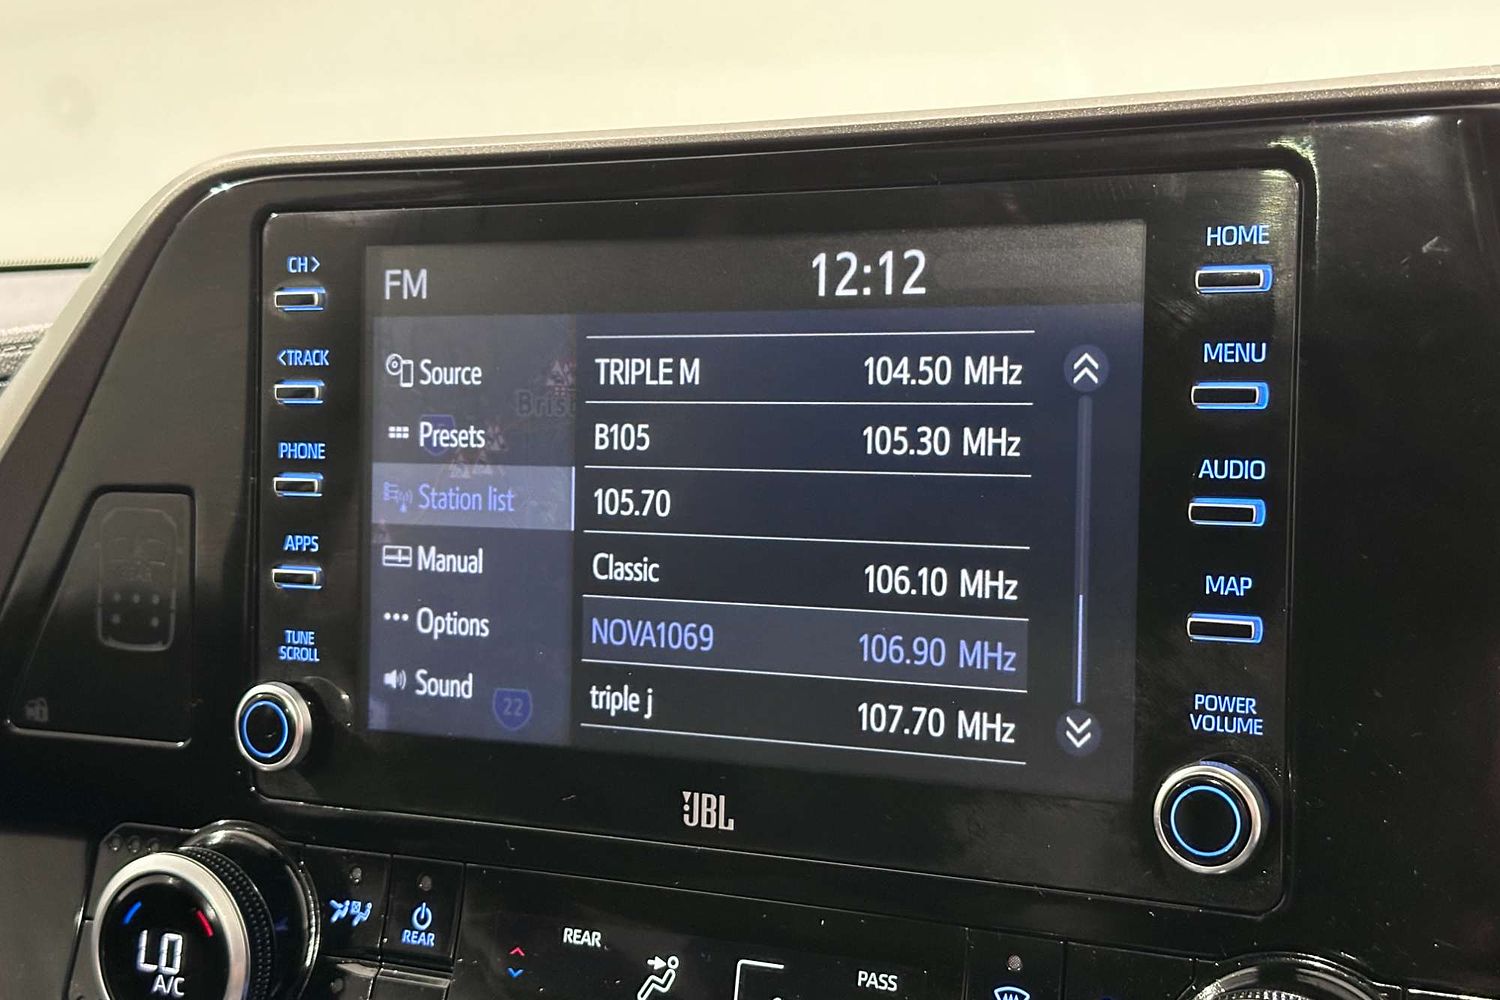 CH>
<TRACK
PHONE
APPS
TUNE
SCROLL
FM
12:12
Source
Presets
Station list
Manual
Options
Sound
22
TRIPLE M 104.50 MHz
B105 105.30 MHz
105.70
Classic 106.10 MHz
NOVA1069 106.90 MHz
triple j 107.70 MHz
HOME
MENU
AUDIO
MAP
POWER
VOLUME
JBL
LO
A/C
REAR
REAR
PASS